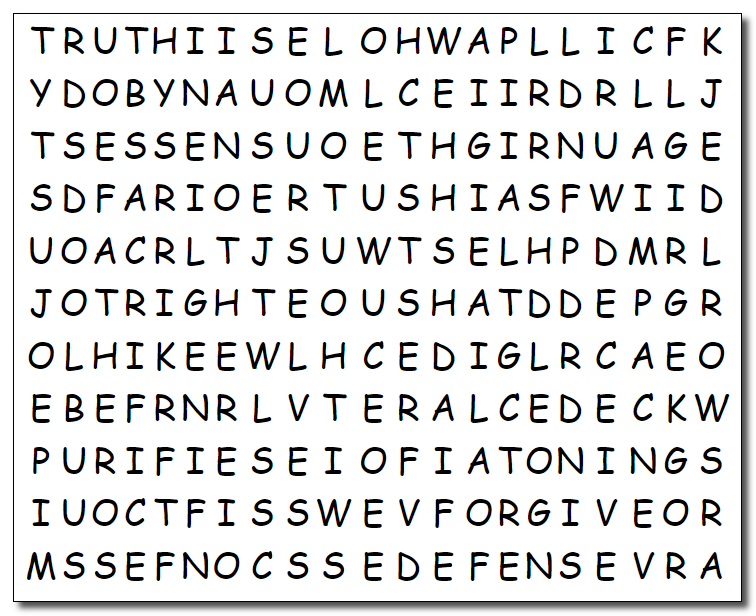 T R U T H I I S E L O H W A P L L I C F K
Y D O B Y N A U O M L C E I I R D R L L J
T S E S S E N S U O E T H G I R N U A G E
S D F A R I O E R T U S H I A S F W I I D
U O A C R L T J S U W T S E L H P D M R L
J O T R I G H T E O U S H A T D D E P G R
O L H I K E E W L H C E D I G L R C A E O
E B E F R N R L V T E R A L C E D E C K W
P U R I F I E S E I O F I A T O N I N G S
I U O C T F I S S W E V F O R G I V E O R
M S S E F N O C S S E D E F E N S E V R A